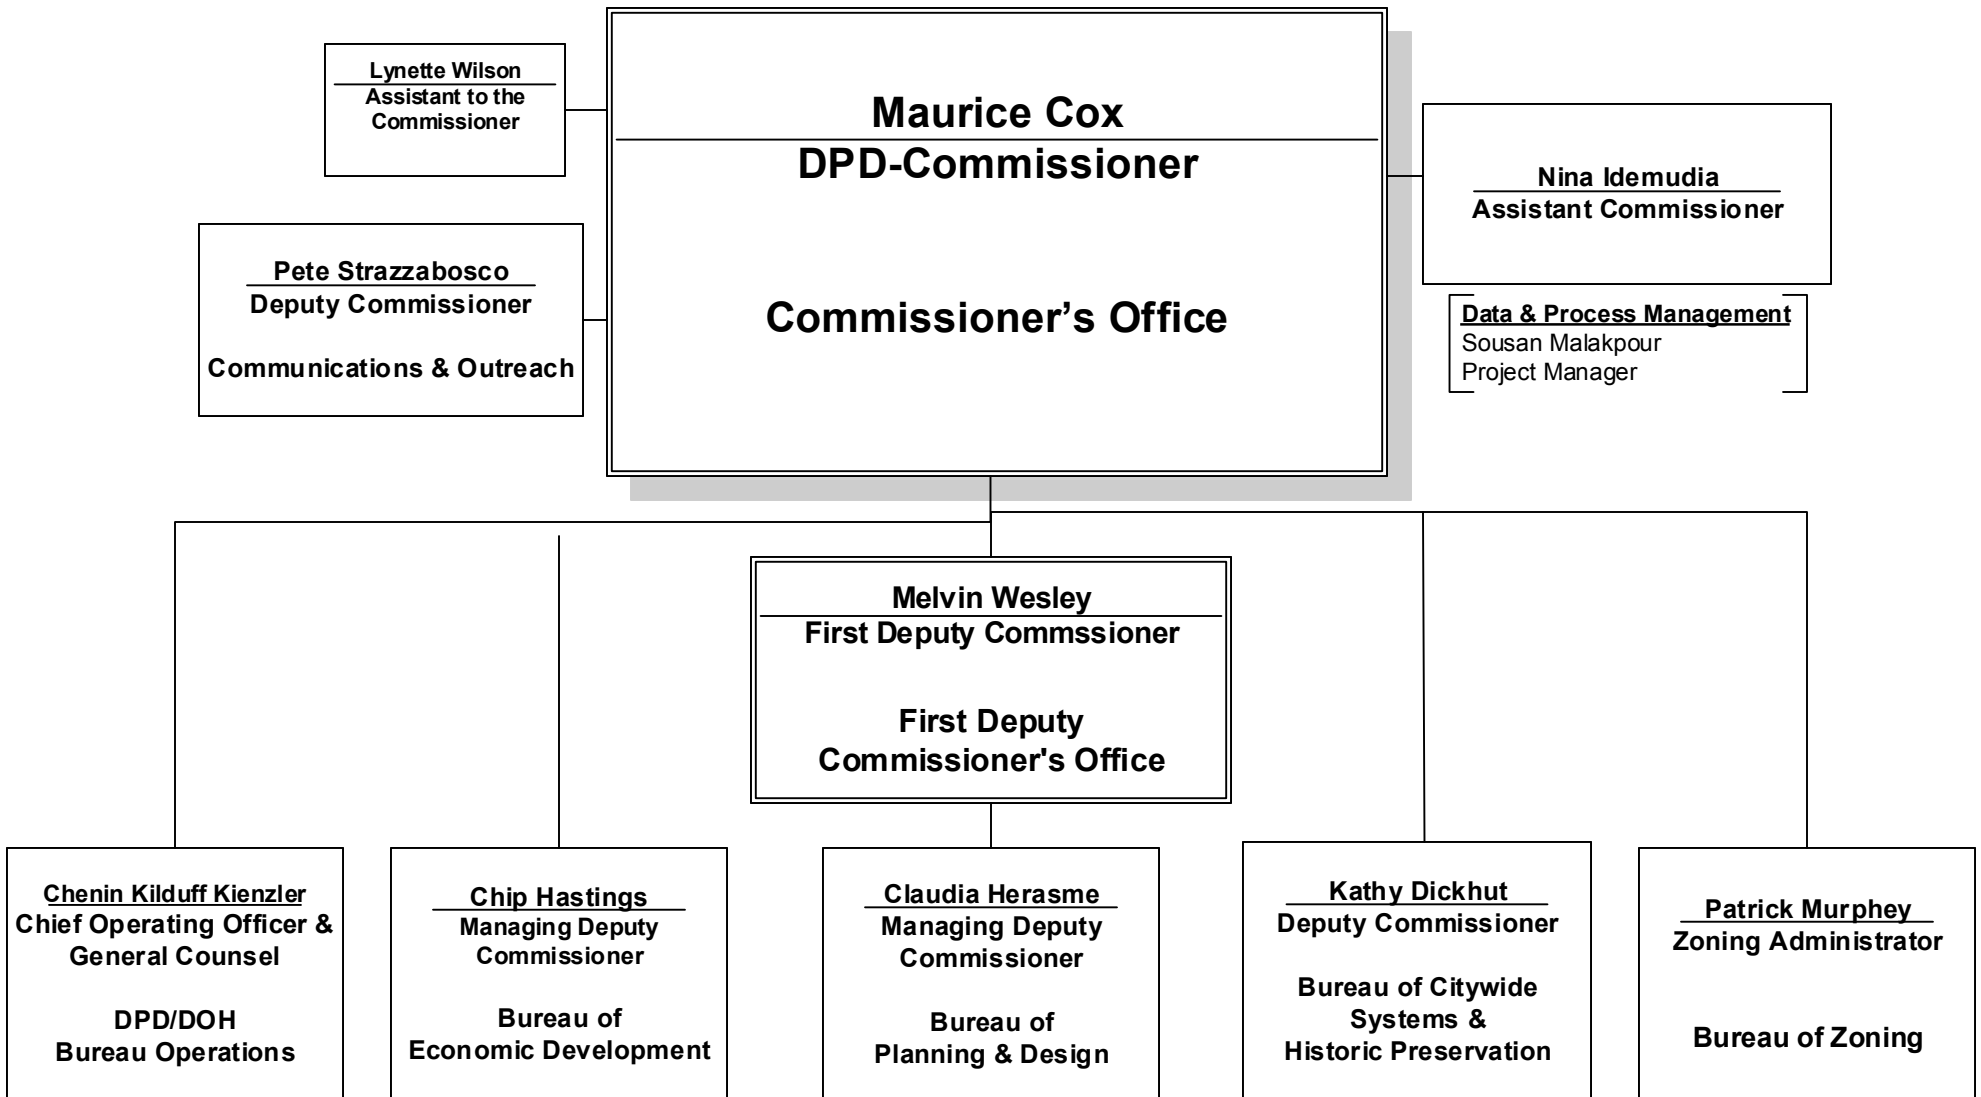 Lynette Wilson
Assistant to the
Commissioner
Maurice Cox
DPD-Commissioner
Commissioner’s Office
Nina Idemudia
Assistant Commissioner
Pete Strazzabosco
Deputy Commissioner
Communications & Outreach
Data & Process Management
Sousan Malakpour
Project Manager
Melvin Wesley
First Deputy Commssioner
First Deputy
Commissioner's Office
Chenin Kilduff Kienzler
Chief Operating Officer &
General Counsel
DPD/DOH
Bureau Operations
Chip Hastings
Managing Deputy
Commissioner
Bureau of
Economic Development
Claudia Herasme
Managing Deputy
Commissioner
Bureau of
Planning & Design
Kathy Dickhut
Deputy Commissioner
Bureau of Citywide
Systems &
Historic Preservation
Patrick Murphey
Zoning Administrator
Bureau of Zoning